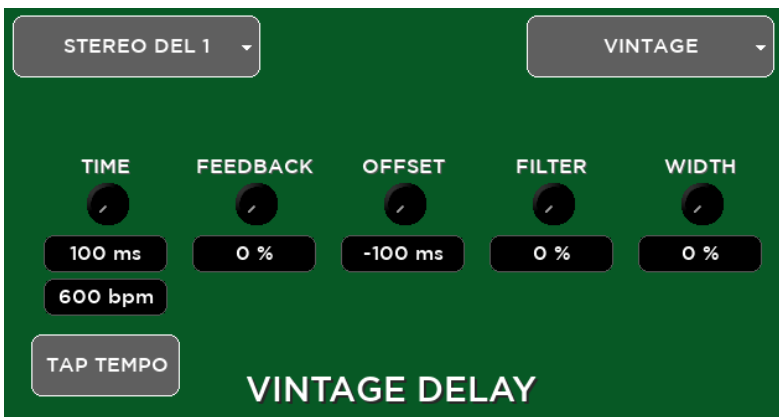 STEREO DEL 1
VINTAGE
TIME FEEDBACK OFFSET FILTER WIDTH
100 ms 0 % -100 ms 0 % 0 %
600 bpm
TAP TEMPO
VINTAGE DELAY